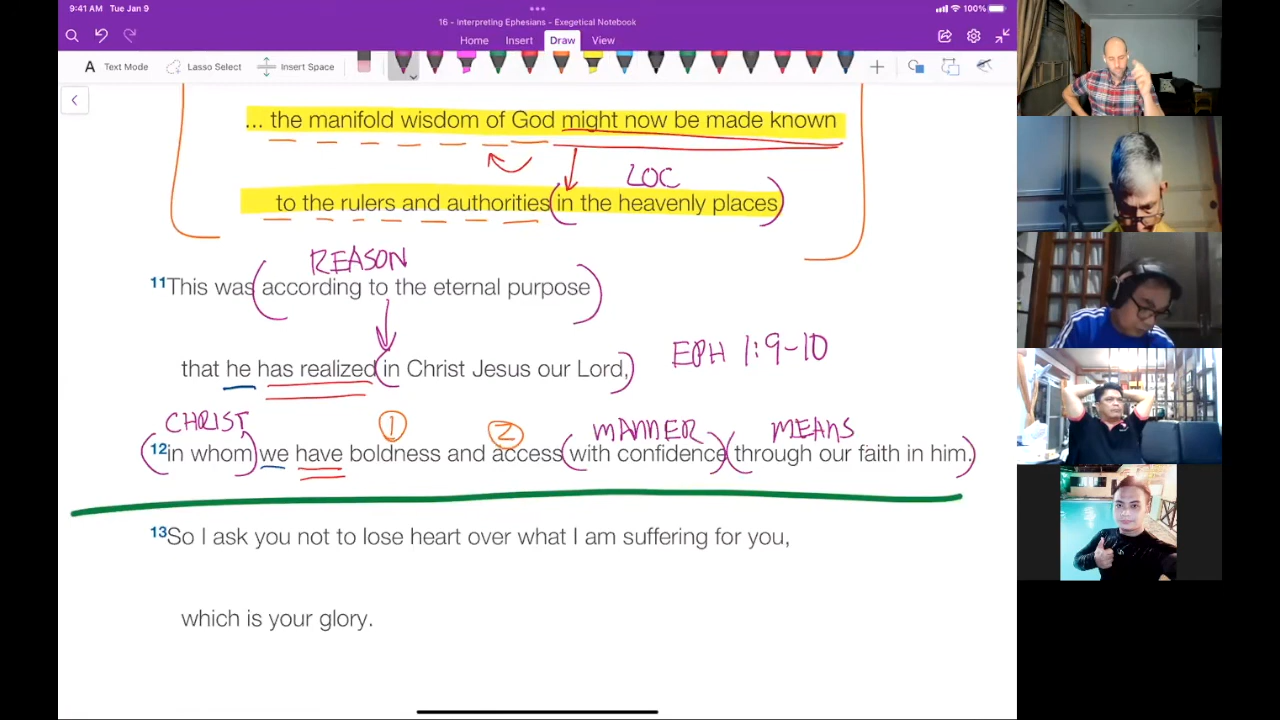 9:41 AM Tue Jan 9
100%
16 - Interpreting Ephesians - Exegetical Notebook
Home Insert Draw View
A Text Mode Lasso Select Insert Space
... the manifold wisdom of God might now be made known
LOC
to the rulers and authorities (in the heavenly places)
REASON
11This was (according to the eternal purpose)
that he has realized (in Christ Jesus our Lord,)
EPH 1:9-10
CHRIST 1 2 MANNER MEANS
(12in whom) we have boldness and access (with confidence) (through our faith in him.)
13So I ask you not to lose heart over what I am suffering for you,
which is your glory.